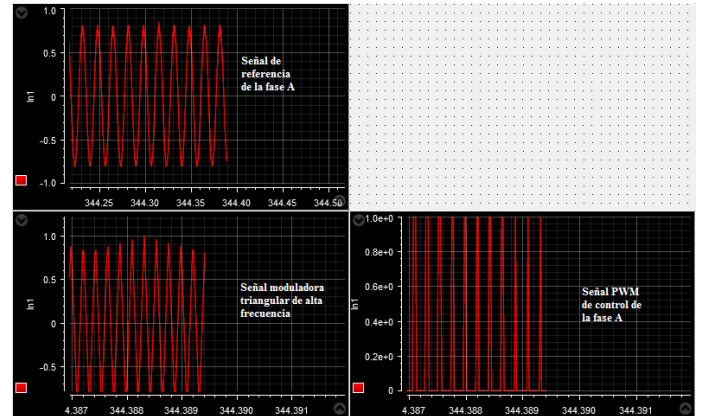 1.0
0.5
0
-0.5
-1.0
In1
344.25 344.30 344.35 344.40 344.45 344.50
Señal de
referencia
de la fase A
1.0
0.5
0
-0.5
In1
4.387 344.388 344.389 344.390 344.391
Señal moduladora
triangular de alta
frecuencia
1.0e+0
0.8e+0
0.6e+0
0.4e+0
0.2e+0
0
In1
4.387 344.388 344.389 344.390 344.391
Señal PWM
de control de
la fase A